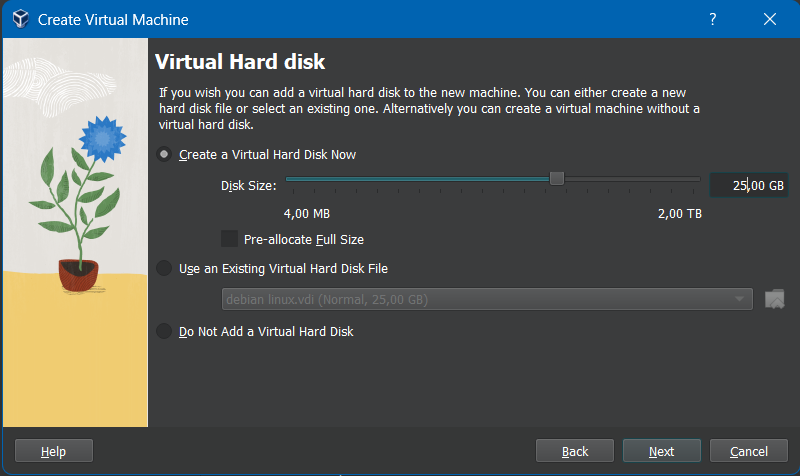 Create Virtual Machine
?
Virtual Hard disk
If you wish you can add a virtual hard disk to the new machine. You can either create a new
hard disk file or select an existing one. Alternatively you can create a virtual machine without a
virtual hard disk.
Create a Virtual Hard Disk Now
Disk Size:
25,00 GB
4,00 MB
2,00 TB
Pre-allocate Full Size
Use an Existing Virtual Hard Disk File
debian linux.vdi (Normal, 25,00 GB)
Do Not Add a Virtual Hard Disk
Help
Back
Next
Cancel